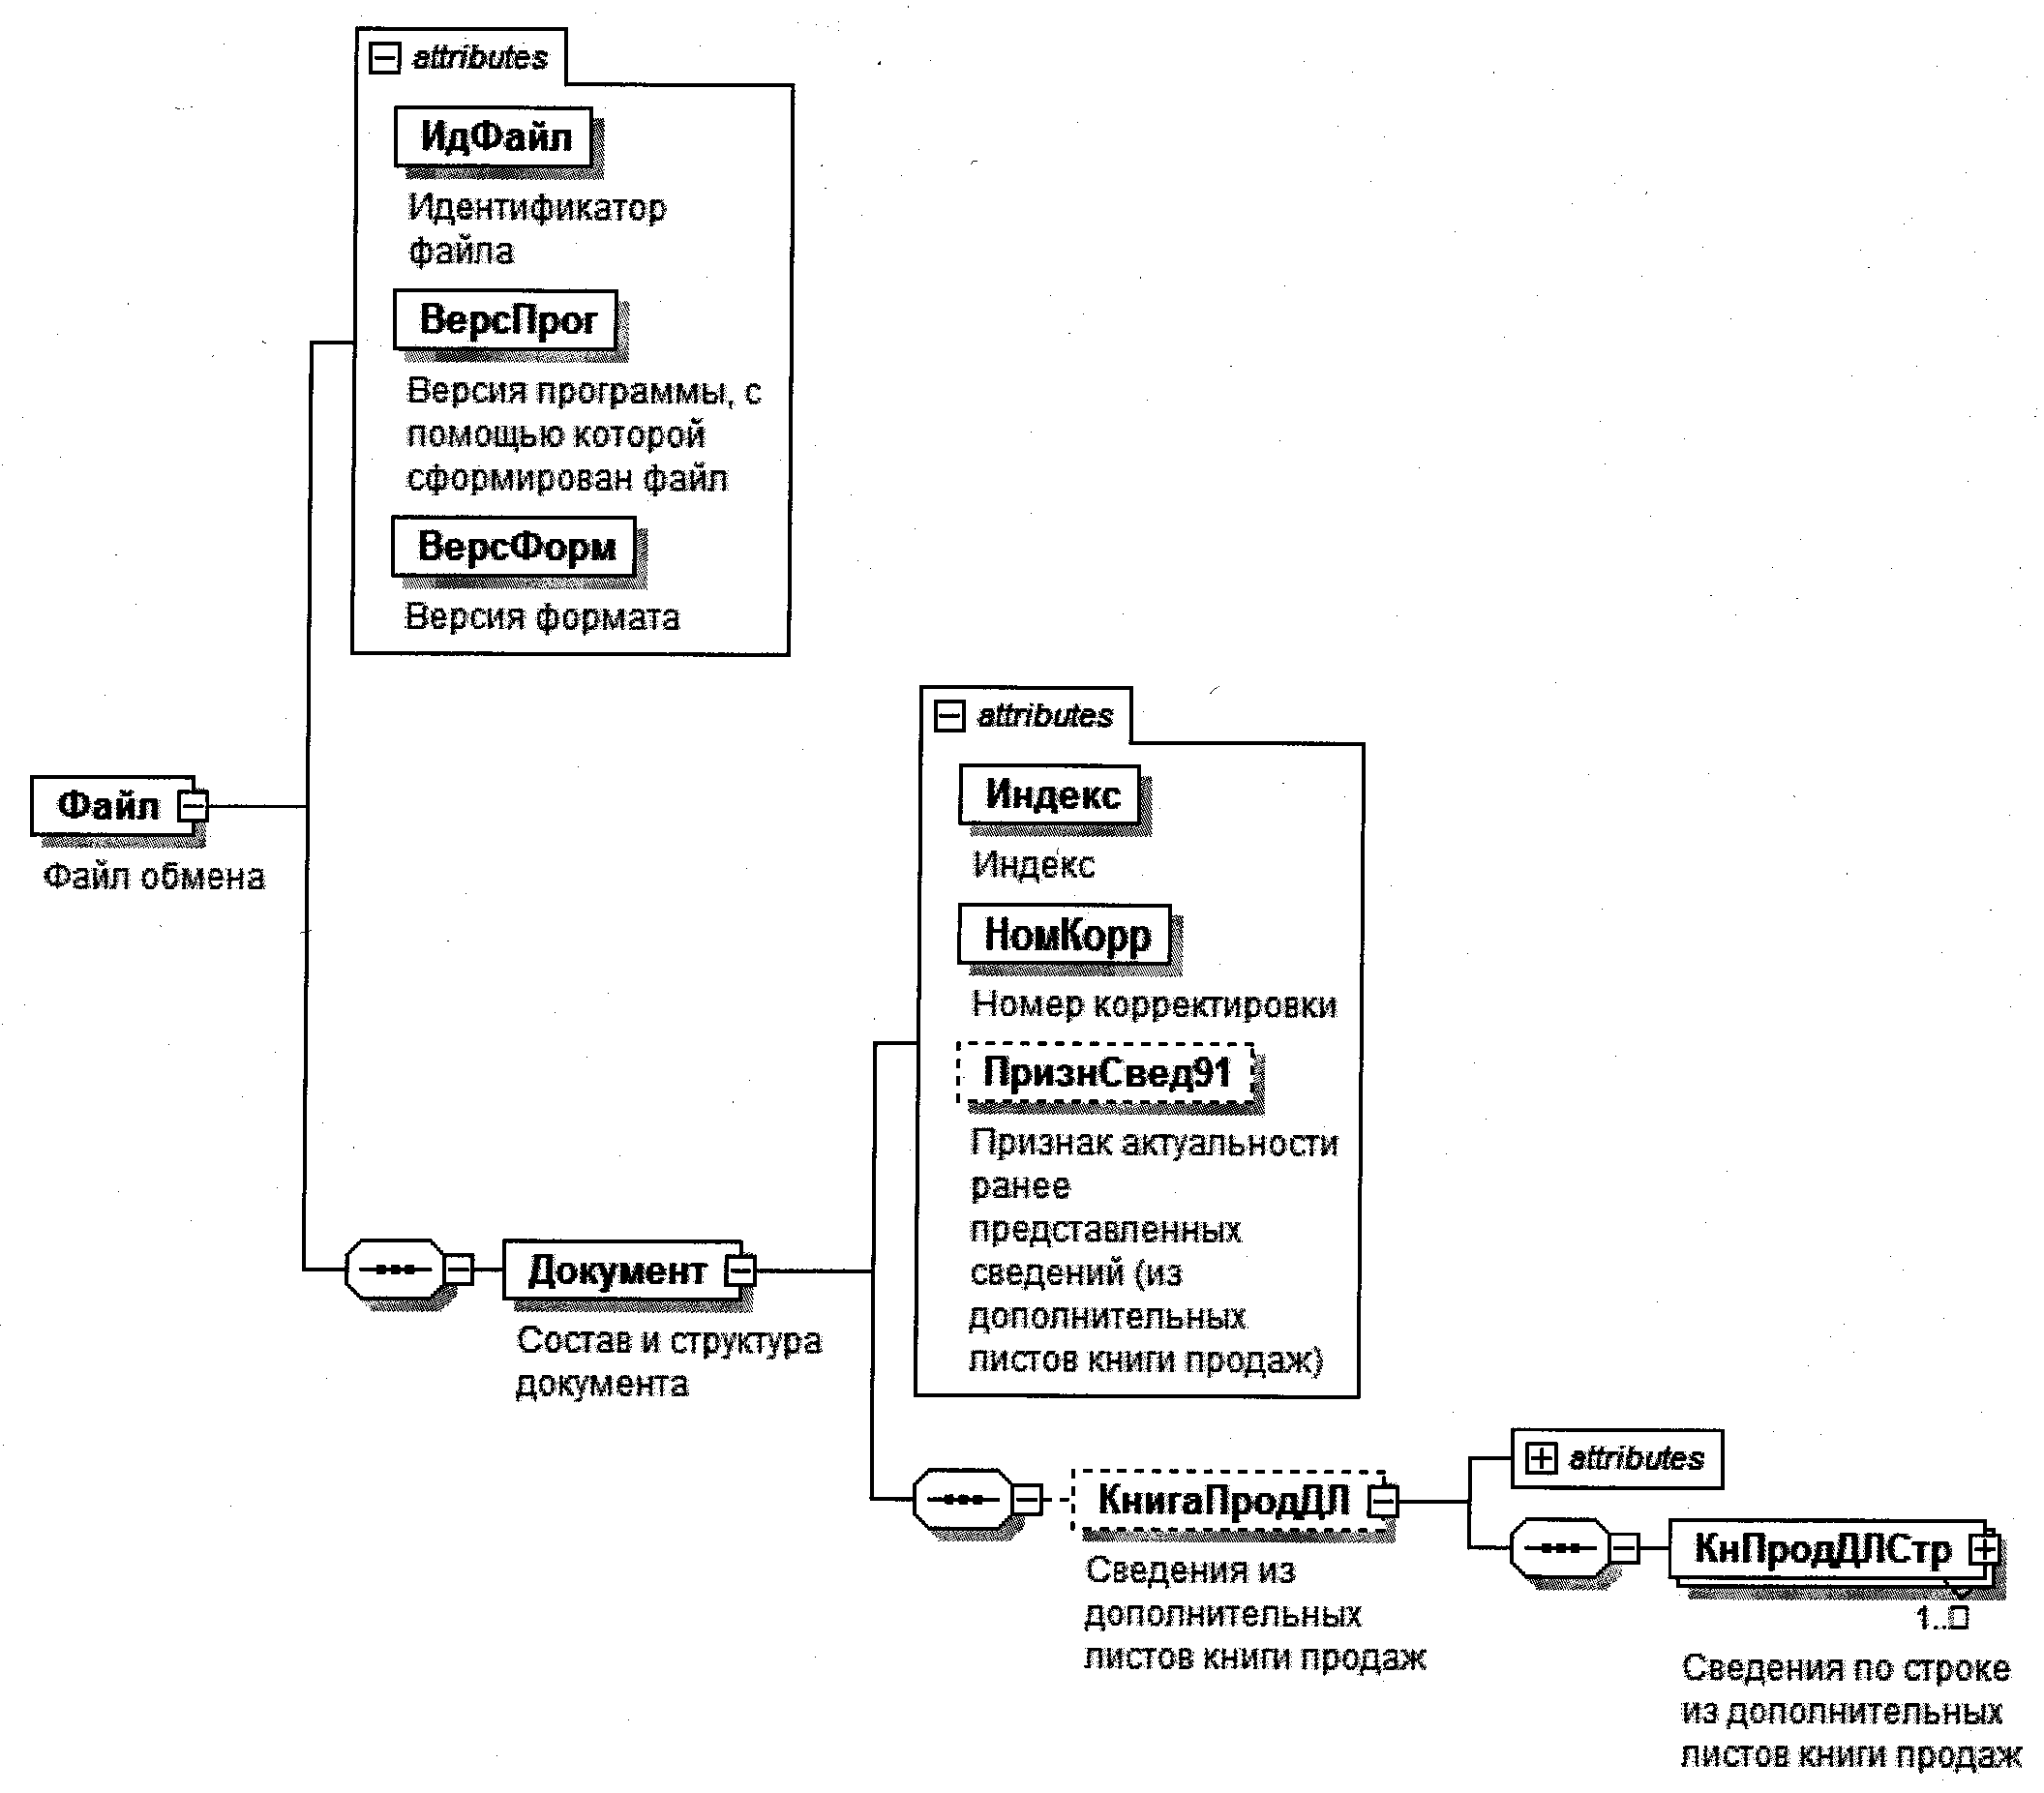 attributes
ИдФайл
Идентификатор
файла
ВерсПрог
Версия программы, с
помощью которой
сформирован файл
ВерсФорм
Версия формата
Файл
Файл обмена
Документ
Состав и структура
документа
attributes
Индекс
Индекс
НомКорр
Номер корректировки
ПризнСвед91
Признак актуальности
ранее
представленных
сведений (из
дополнительных
листов книги продаж)
КнигаПродДЛ
Сведения из
дополнительных
листов книги продаж
attributes
КнПродДЛСтр
1..□
Сведения по строке
из дополнительных
листов книги продаж